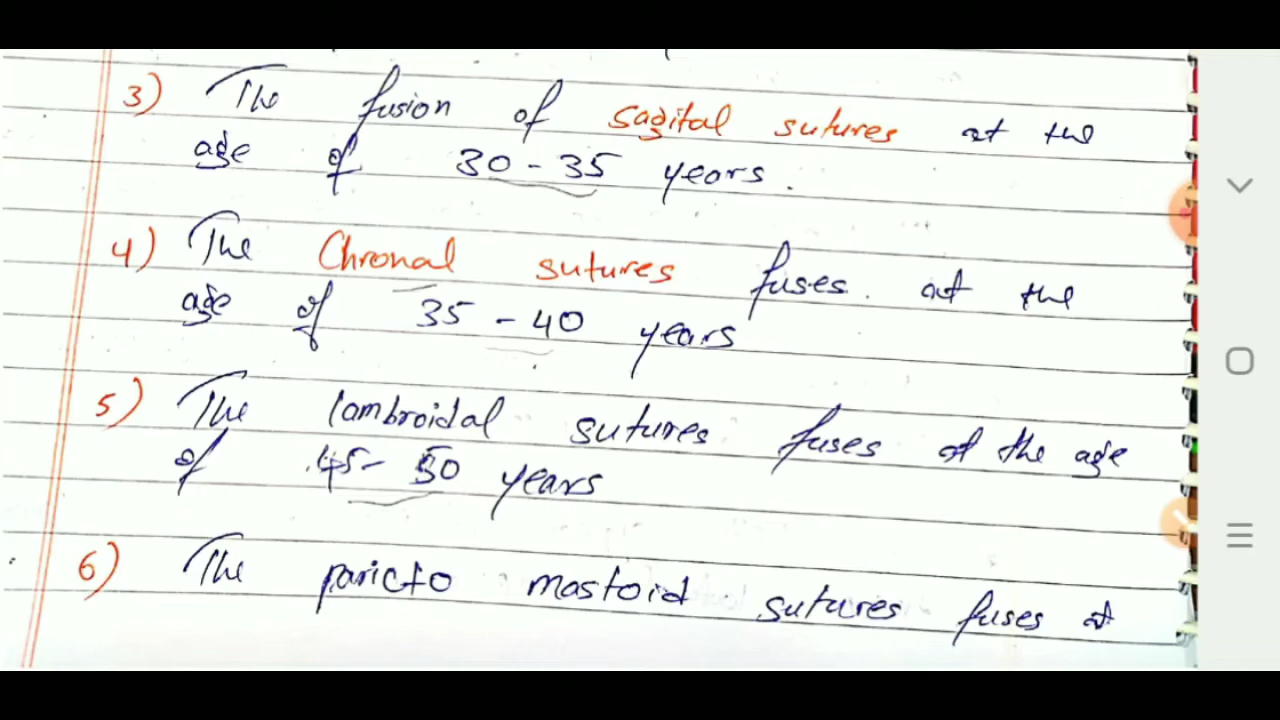 3) The fusion of sagital sutures at the
age of 30 - 35 years.
4) The Chronal sutures fuses. at the
age of 35 - 40 years
5) The lambroidal sutures fuses at the age
of 45 - 50 years
6) The paricto mastoid sutures fuses at